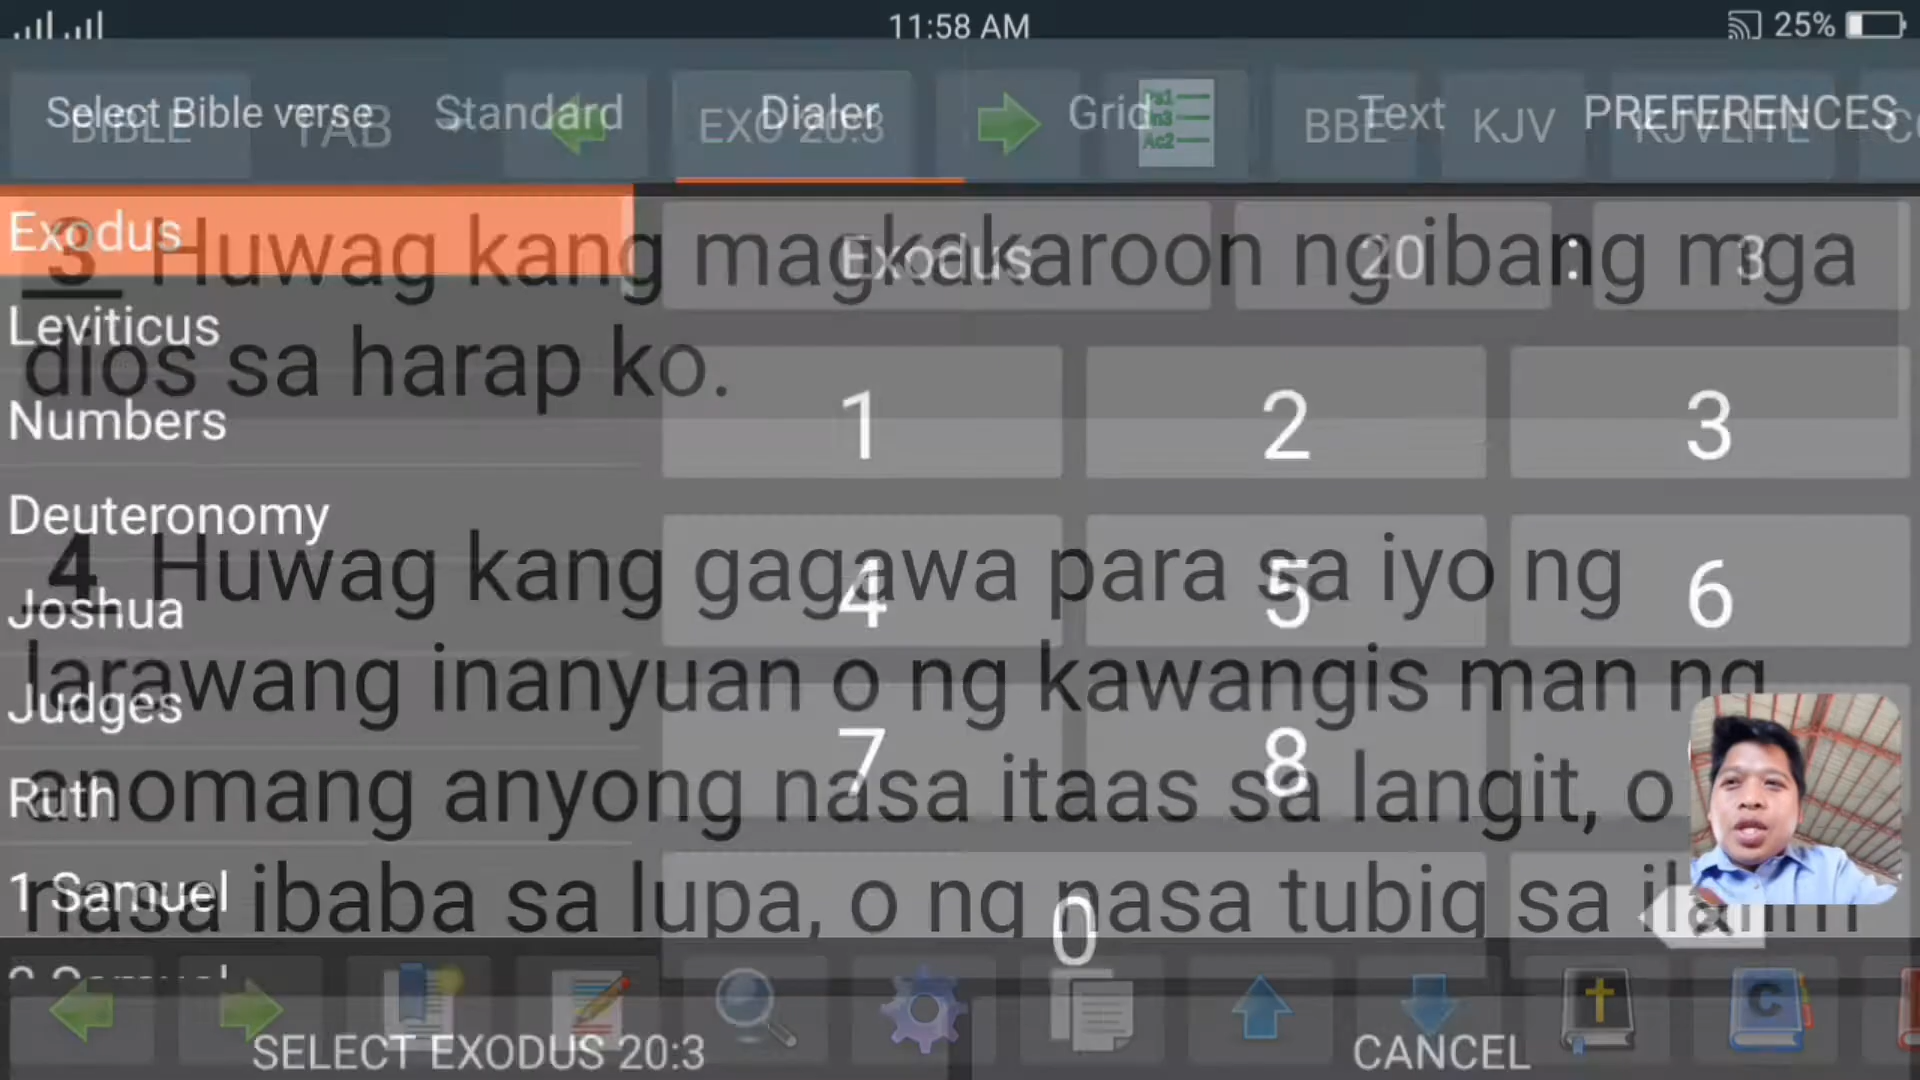 11:58 AM
25%
Select Bible verse Standard Dialer Grid Text PREFERENCES
BIBLE TAB EXO 20:3 BBE KJV KJVLITE
Exodus
Leviticus
Numbers
Deuteronomy
Joshua
Judges
Ruth
1 Samuel
Exodus 20 : 3
1 2 3
4 5 6
7 8
0
3 Huwag kang magkakaroon ng ibang mga
dios sa harap ko.
4 Huwag kang gagawa para sa iyo ng
larawang inanyuan o ng kawangis man ng
anomang anyong nasa itaas sa langit, o
nasa ibaba sa lupa, o ng nasa tubig sa ilalim
SELECT EXODUS 20:3 CANCEL